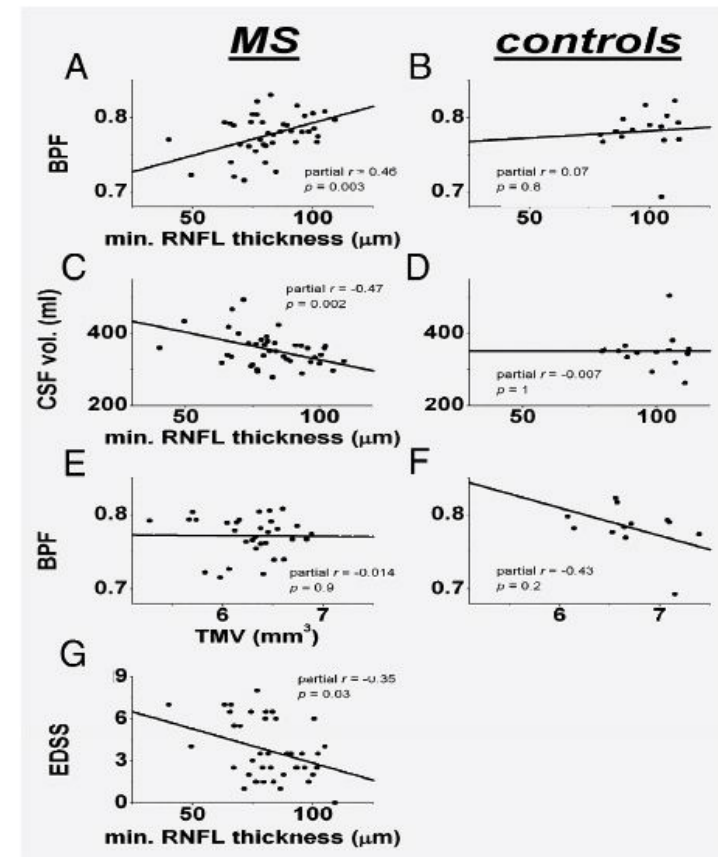 MS controls
A B
0.8 0.8
BPF
partial r = 0.46
p = 0.003
partial r = 0.07
p = 0.8
0.7 0.7
50 100 50 100
min. RNFL thickness (μm)
C D
partial r = -0.47
p = 0.002
400 400
CSF vol. (ml)
partial r = -0.007
p = 1
200 200
50 100 50 100
min. RNFL thickness (μm)
E F
0.8 0.8
BPF
partial r = -0.014
p = 0.9
partial r = -0.43
p = 0.2
0.7 0.7
6 7 6 7
TMV (mm³)
G
9
partial r = -0.35
p = 0.03
6
EDSS
3
0
50 100
min. RNFL thickness (μm)